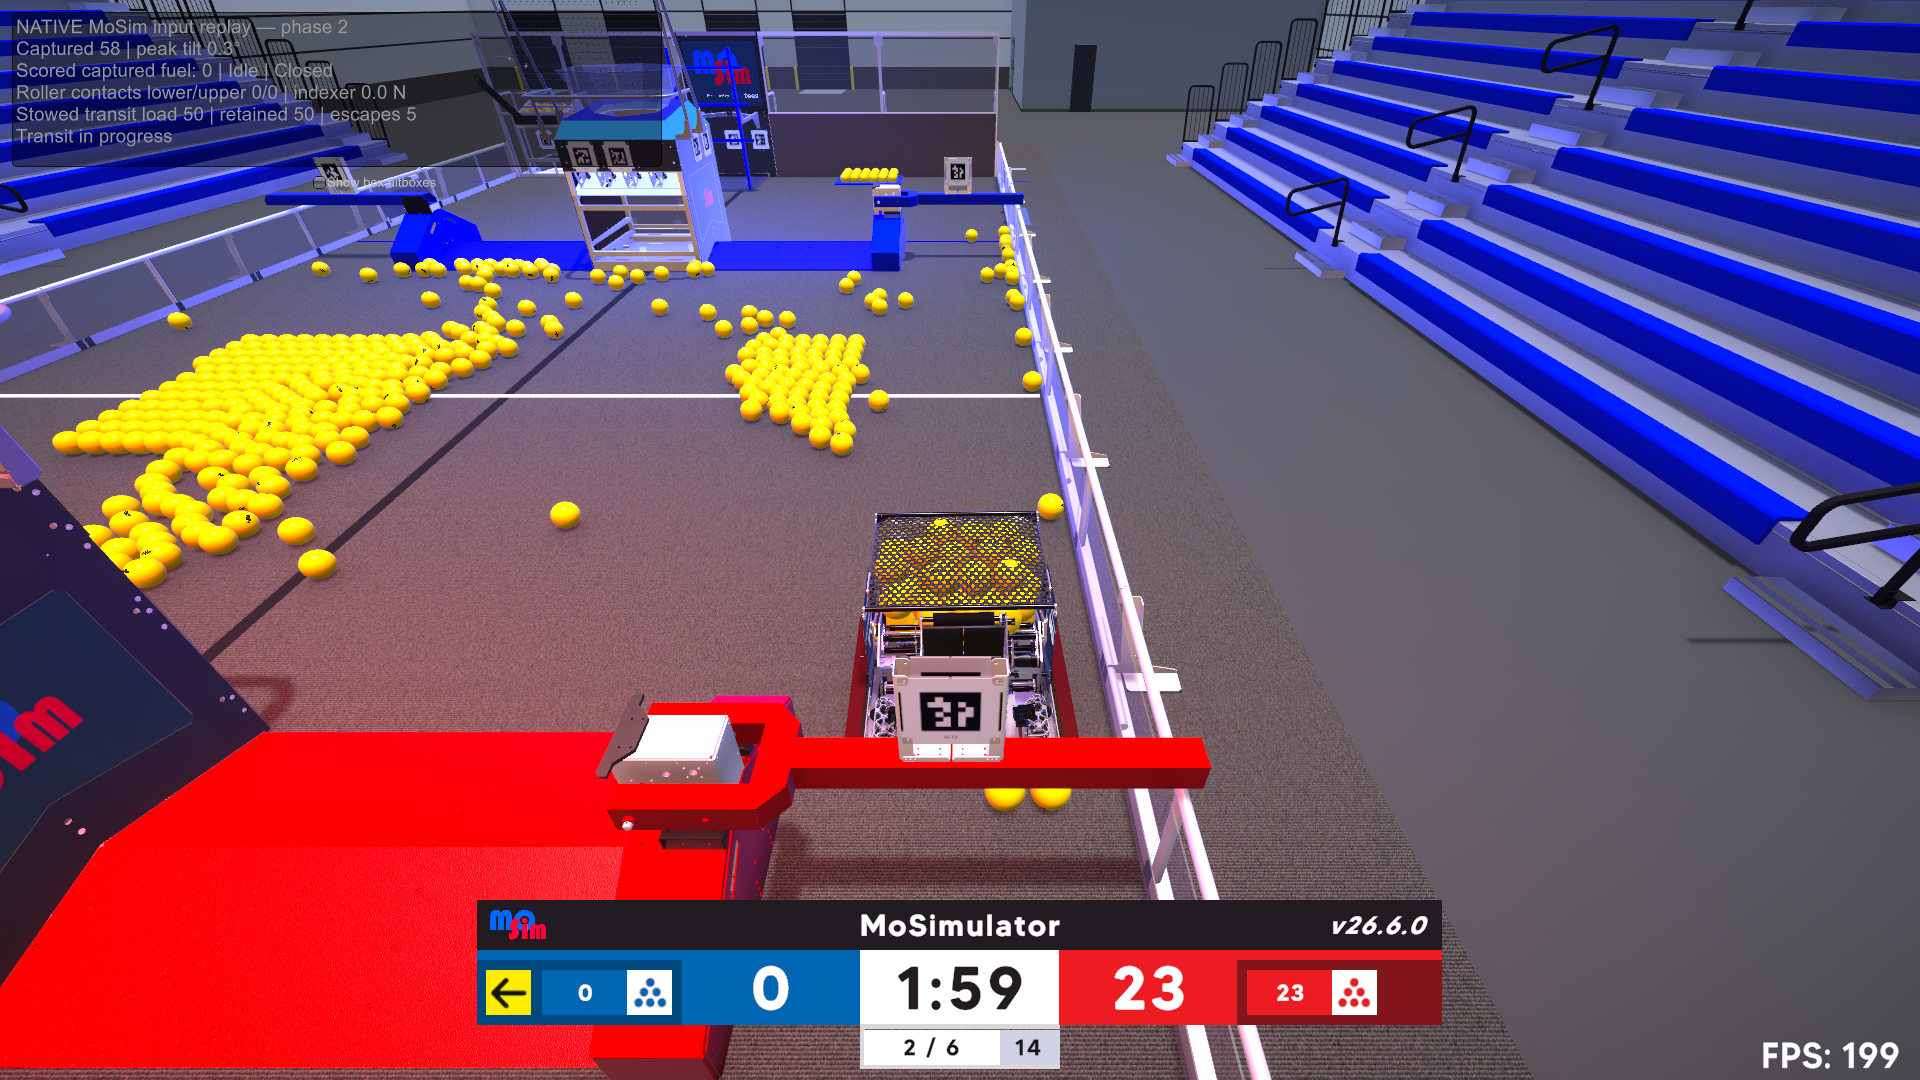 NATIVE MoSim input replay — phase 2
Captured 58 | peak tilt 0.3°
Scored captured fuel: 0 | Idle | Closed
Roller contacts lower/upper 0/0 | indexer 0.0 N
Stowed transit load 50 | retained 50 | escapes 5
Transit in progress
Show box hitboxes
mosim
MoSimulator
v26.6.0
0
0
1:59
23
23
2 / 6
14
FPS: 199